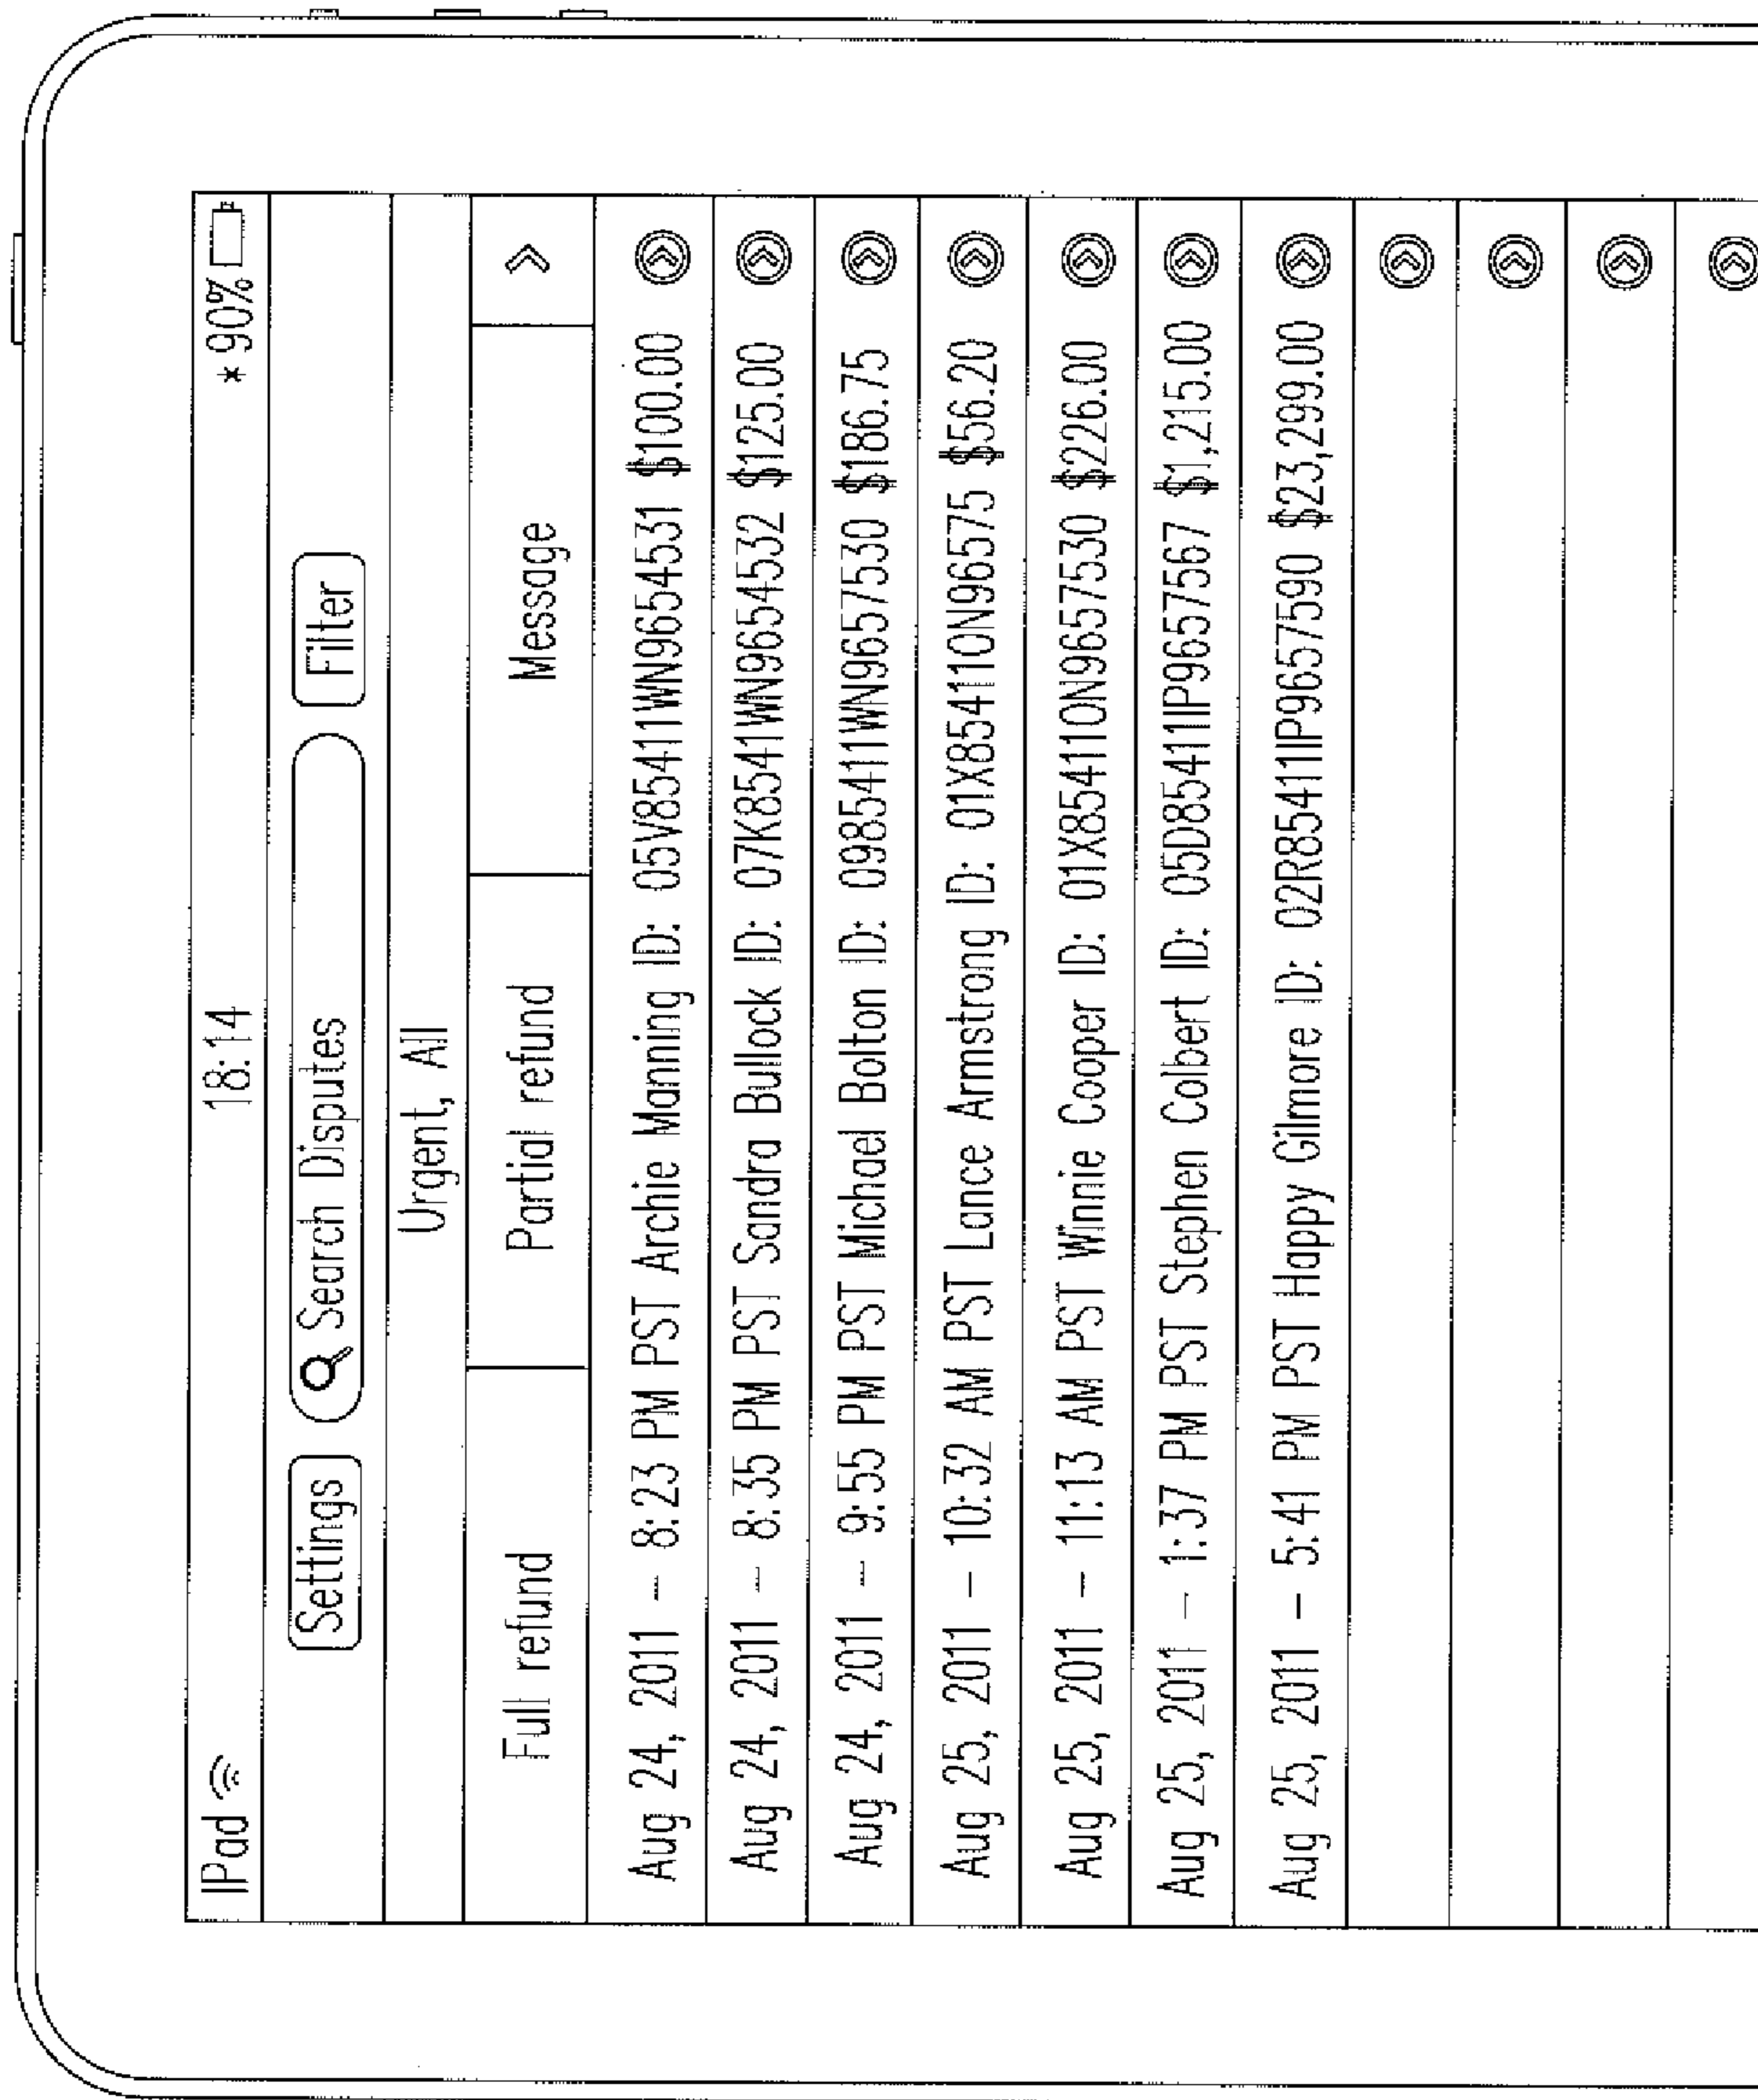 IPad 18:14 * 90%
Settings Search Disputes Filter
Urgent, All
Full refund Partial refund Message >
Aug 24, 2011 - 8:23 PM PST Archie Manning ID: 05V85411WN9654531 $100.00
Aug 24, 2011 - 8:35 PM PST Sandra Bullock ID: 07K8541WN9654532 $125.00
Aug 24, 2011 - 9:55 PM PST Michael Bolton ID: 0985411WN9657530 $186.75
Aug 25, 2011 - 10:32 AM PST Lance Armstrong ID: 01X85411ON96575 $56.20
Aug 25, 2011 - 11:13 AM PST Winnie Cooper ID: 01X85411ON9657530 $226.00
Aug 25, 2011 - 1:37 PM PST Stephen Colbert ID: 05D85411IP9657567 $1,215.00
Aug 25, 2011 - 5:41 PM PST Happy Gilmore ID: 02R85411IP9657590 $23,299.00